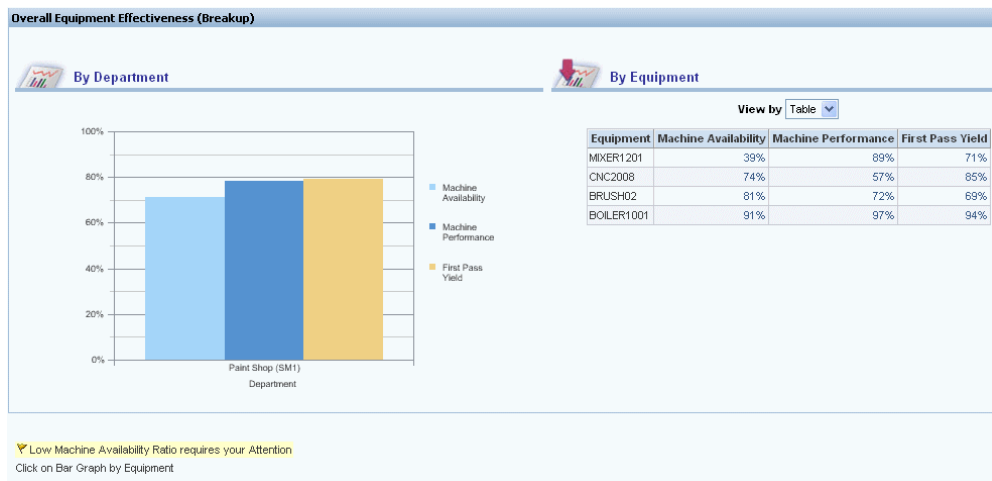 Overall Equipment Effectiveness (Breakup)
By Department
100%
80%
60%
40%
20%
0%
Paint Shop (SM1)
Department
Machine
Availability
Machine
Performance
First Pass
Yield
By Equipment
View by Table
Equipment Machine Availability Machine Performance First Pass Yield
MIXER1201 39% 89% 71%
CNC2008 74% 57% 85%
BRUSH02 81% 72% 69%
BOILER1001 91% 97% 94%
Low Machine Availability Ratio requires your Attention
Click on Bar Graph by Equipment